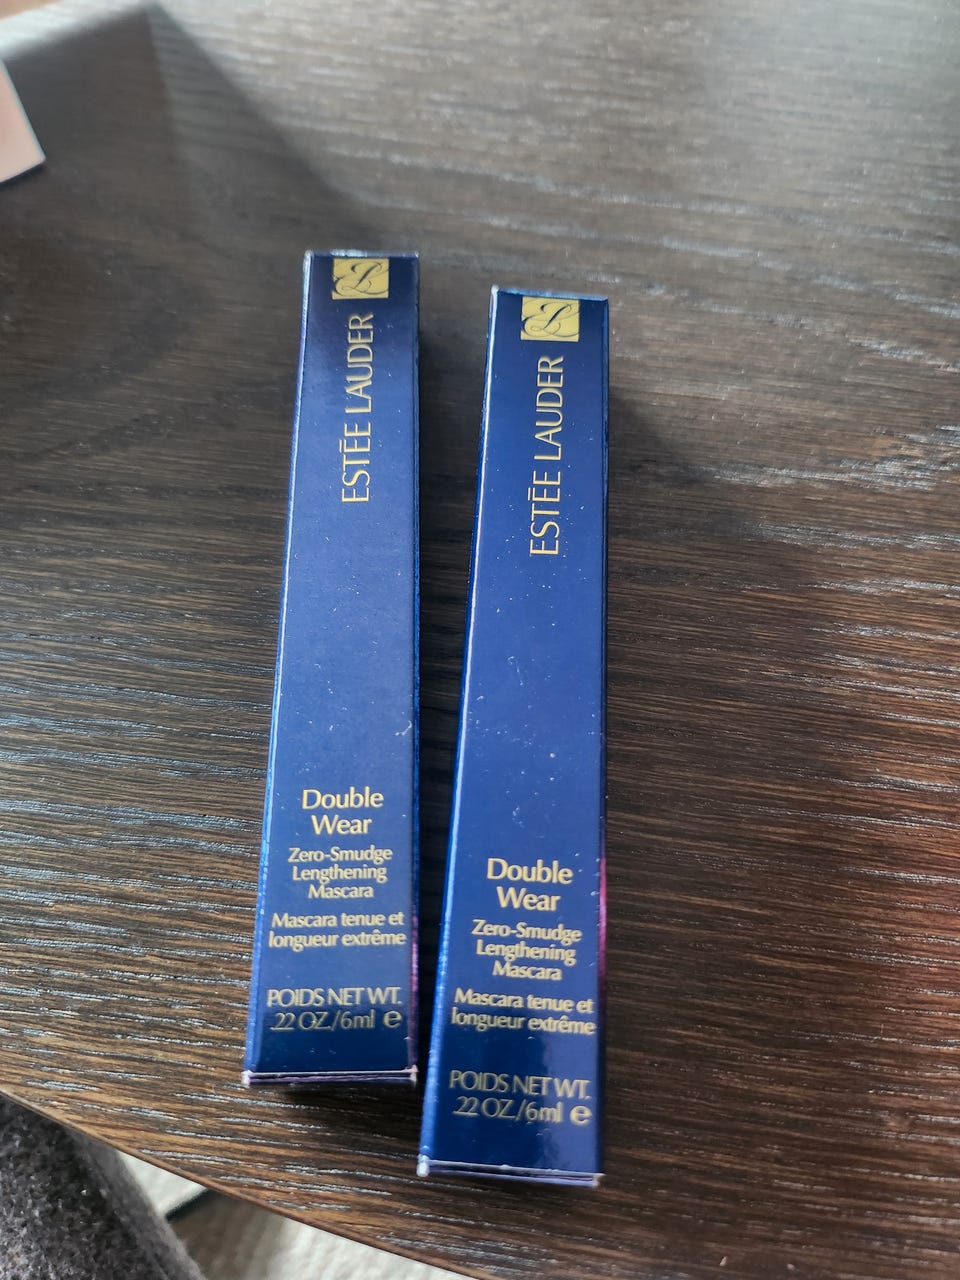 ESTĒE LAUDER
Double
Wear
Zero-Smudge
Lengthening
Mascara
Mascara tenue et
longueur extrême
POIDS NET WT.
.22 OZ./6ml e
ESTĒE LAUDER
Double
Wear
Zero-Smudge
Lengthening
Mascara
Mascara tenue et
longueur extrême
POIDS NET WT.
.22 OZ./6ml e